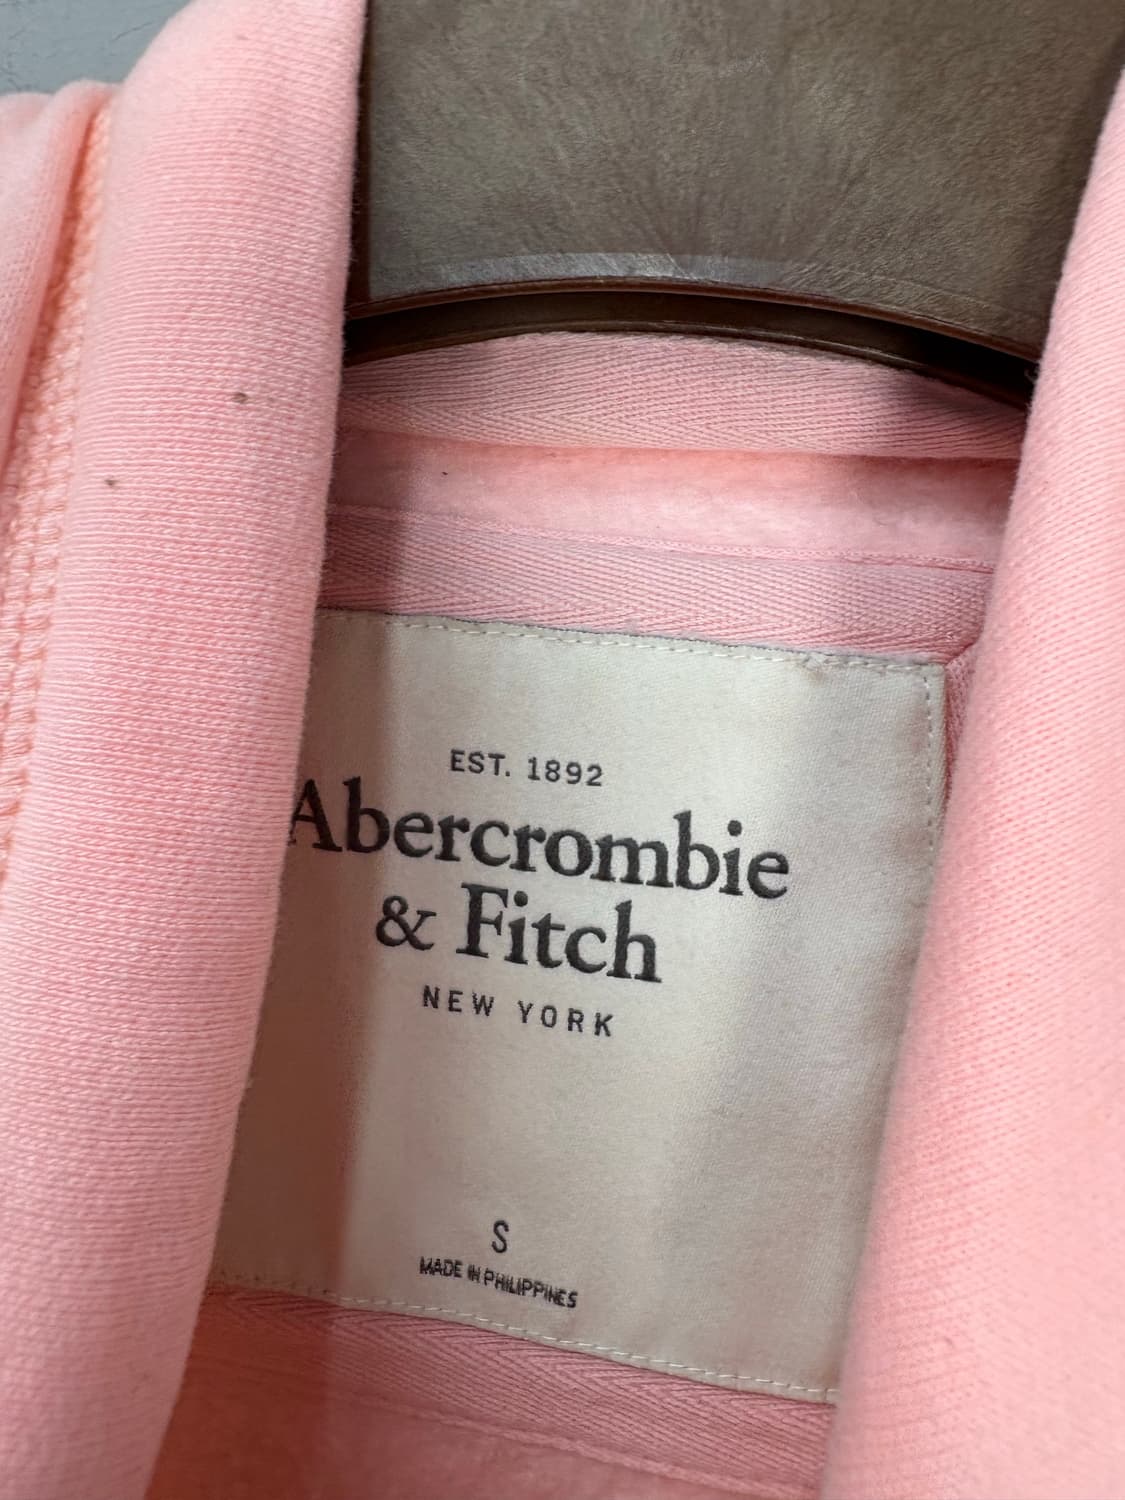 EST. 1892
Abercrombie
& Fitch
NEW YORK
S
MADE IN PHILIPPINES